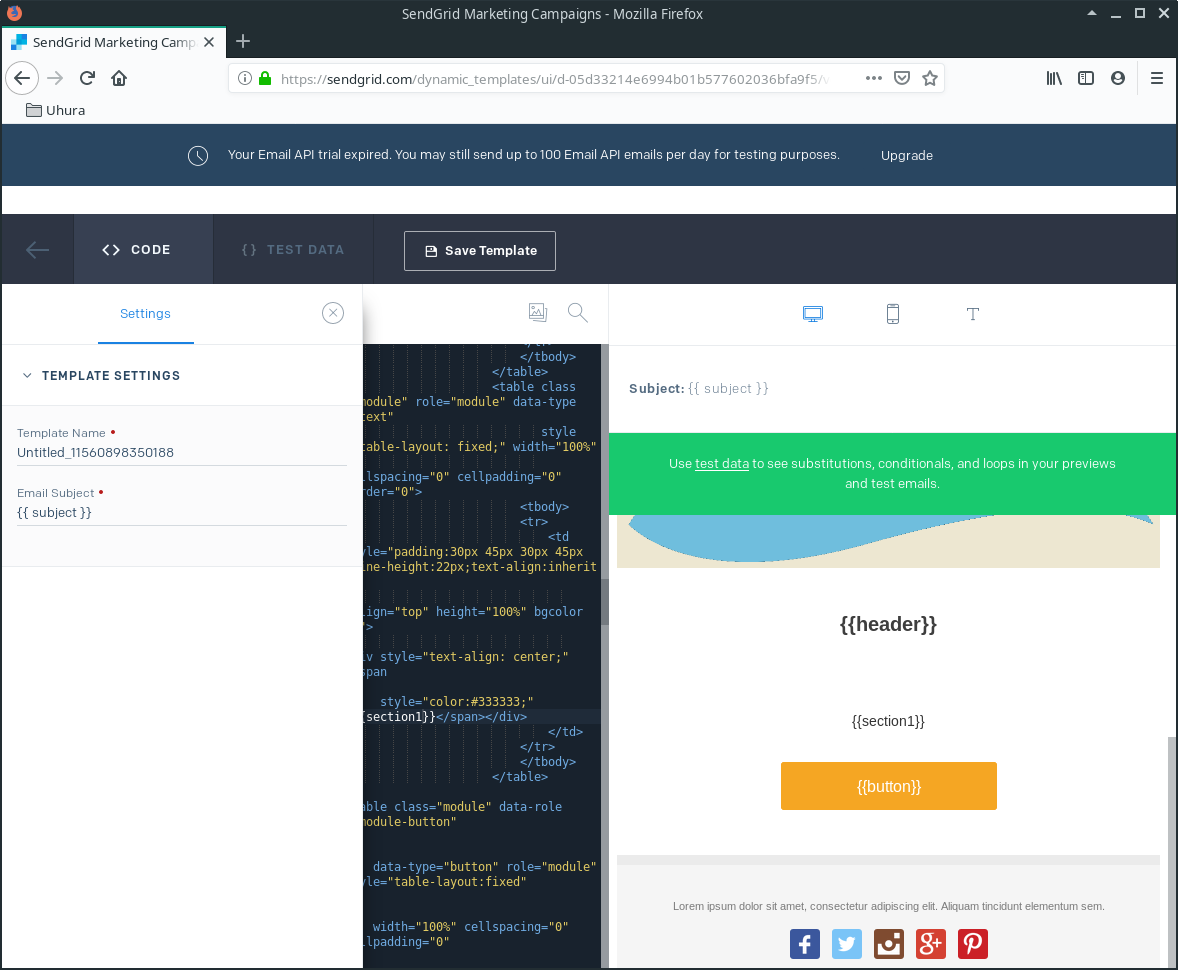 SendGrid Marketing Campaigns - Mozilla Firefox
SendGrid Marketing Camp
https://sendgrid.com/dynamic_templates/ui/d-05d33214e6994b01b577602036bfa9f5/v
Uhura
Your Email API trial expired. You may still send up to 100 Email API emails per day for testing purposes.
Upgrade
<> CODE
{} TEST DATA
Save Template
Settings
TEMPLATE SETTINGS
Template Name •
Untitled_11560898350188
Email Subject •
{{ subject }}
</tbody>
</table>
<table class
module" role="module" data-type
text"
style
table-layout: fixed;" width="100%"
llspacing="0" cellpadding="0"
rder="0">
<tbody>
<tr>
<td
yle="padding:30px 45px 30px 45px
ine-height:22px;text-align:inherit
lign="top" height="100%" bgcolor
">
iv style="text-align: center;"
span
style="color:#333333;"
{section1}}</span></div>
</td>
</tr>
</tbody>
</table>
able class="module" data-role
module-button"
data-type="button" role="module"
yle="table-layout:fixed"
width="100%" cellspacing="0"
llpadding="0"
T
Subject: {{ subject }}
Use test data to see substitutions, conditionals, and loops in your previews
and test emails.
{{header}}
{{section1}}
{{button}}
Lorem ipsum dolor sit amet, consectetur adipiscing elit. Aliquam tincidunt elementum sem.